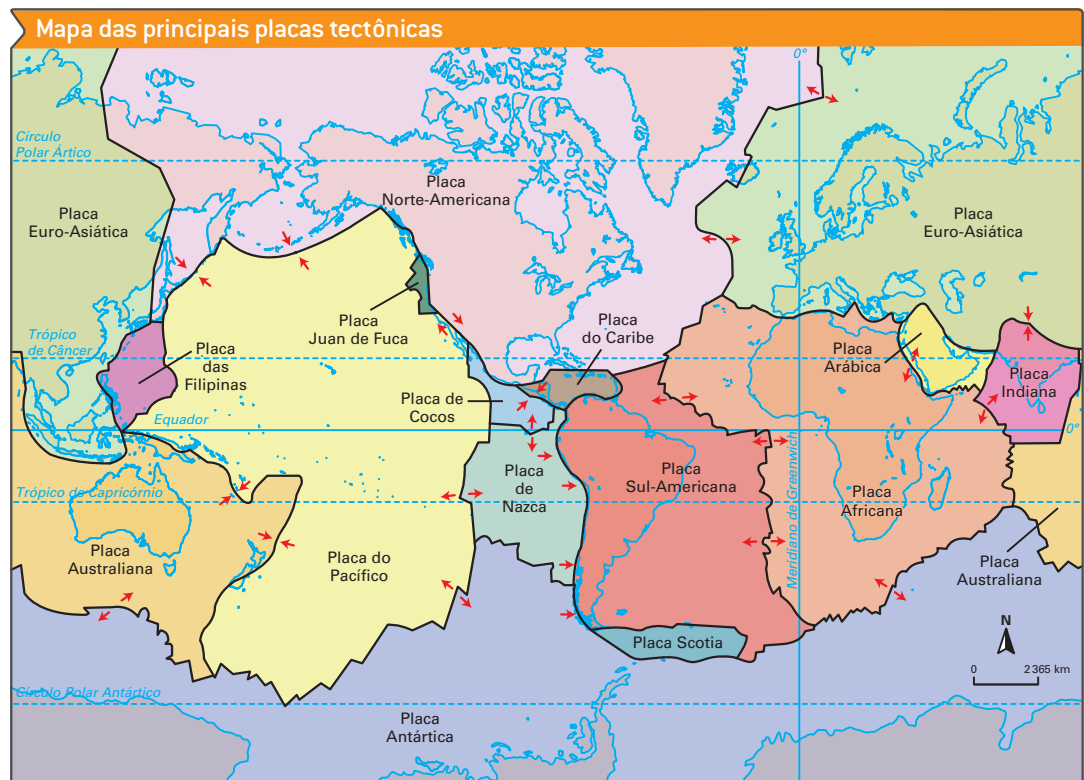 Mapa das principais placas tectônicas
0°
Círculo
Polar Ártico
Placa
Euro-Asiática
Placa
Norte-Americana
Placa
Euro-Asiática
Placa
Juan de Fuca
Placa
do Caribe
Trópico
de Câncer
Placa
das
Filipinas
Placa
Arábica
Placa
Indiana
Placa de
Cocos
Equador
0°
Placa
de
Nazca
Placa
Sul-Americana
Meridiano de Greenwich
Placa
Africana
Trópico de Capricórnio
Placa
Australiana
Placa do
Pacífico
Placa
Australiana
Placa Scotia
N
0
2 365 km
Círculo Polar Antártico
Placa
Antártica